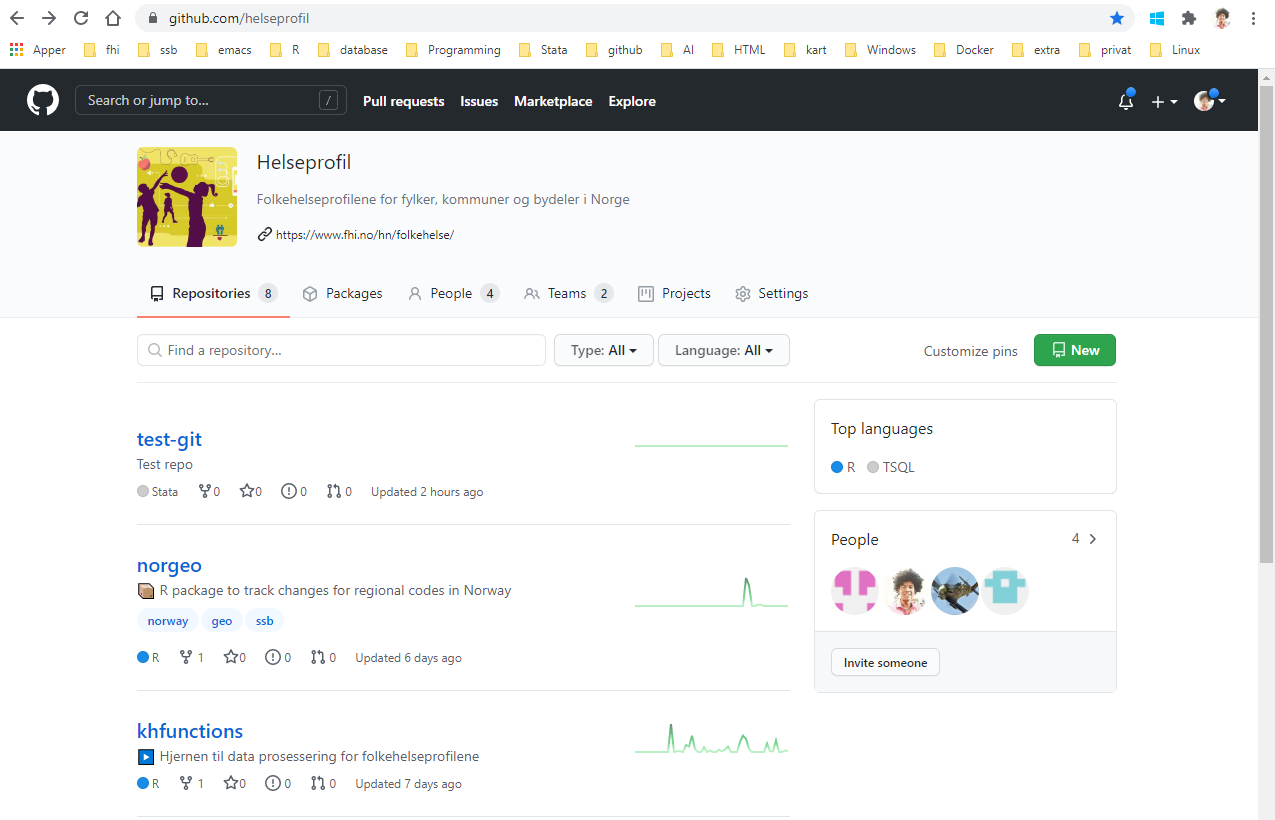 github.com/helseprofil
Apper fhi ssb emacs R database Programming Stata github AI HTML kart Windows Docker extra privat Linux
Search or jump to... / Pull requests Issues Marketplace Explore
Helseprofil
Folkehelseprofilene for fylker, kommuner og bydeler i Norge
https://www.fhi.no/hn/folkehelse/
Repositories 8 Packages People 4 Teams 2 Projects Settings
Find a repository... Type: All Language: All Customize pins New
test-git
Test repo
Stata 0 0 0 0 Updated 2 hours ago
norgeo
R package to track changes for regional codes in Norway
norway geo ssb
R 1 0 0 0 Updated 6 days ago
khfunctions
Hjernen til data prosessering for folkehelseprofilene
R 1 0 0 0 Updated 7 days ago
Top languages
R TSQL
People 4
Invite someone